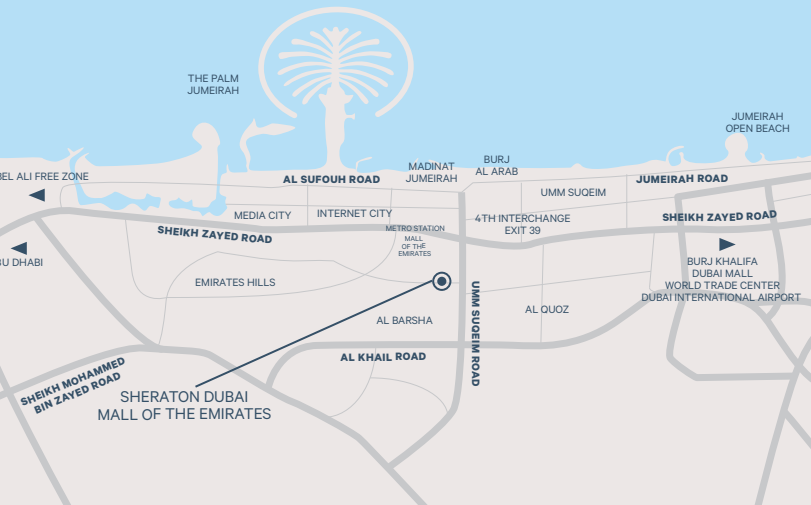 THE PALM
JUMEIRAH
JUMEIRAH
OPEN BEACH
BEL ALI FREE ZONE
AL SUFOUH ROAD
MADINAT
JUMEIRAH
BURJ
AL ARAB
JUMEIRAH ROAD
UMM SUQEIM
MEDIA CITY
INTERNET CITY
4TH INTERCHANGE
EXIT 39
SHEIKH ZAYED ROAD
SHEIKH ZAYED ROAD
METRO STATION
MALL
OF THE
EMIRATES
BU DHABI
BURJ KHALIFA
DUBAI MALL
WORLD TRADE CENTER
DUBAI INTERNATIONAL AIRPORT
EMIRATES HILLS
UMM SUQEIM ROAD
AL QUOZ
AL BARSHA
AL KHAIL ROAD
SHEIKH MOHAMMED
BIN ZAYED ROAD
SHERATON DUBAI
MALL OF THE EMIRATES